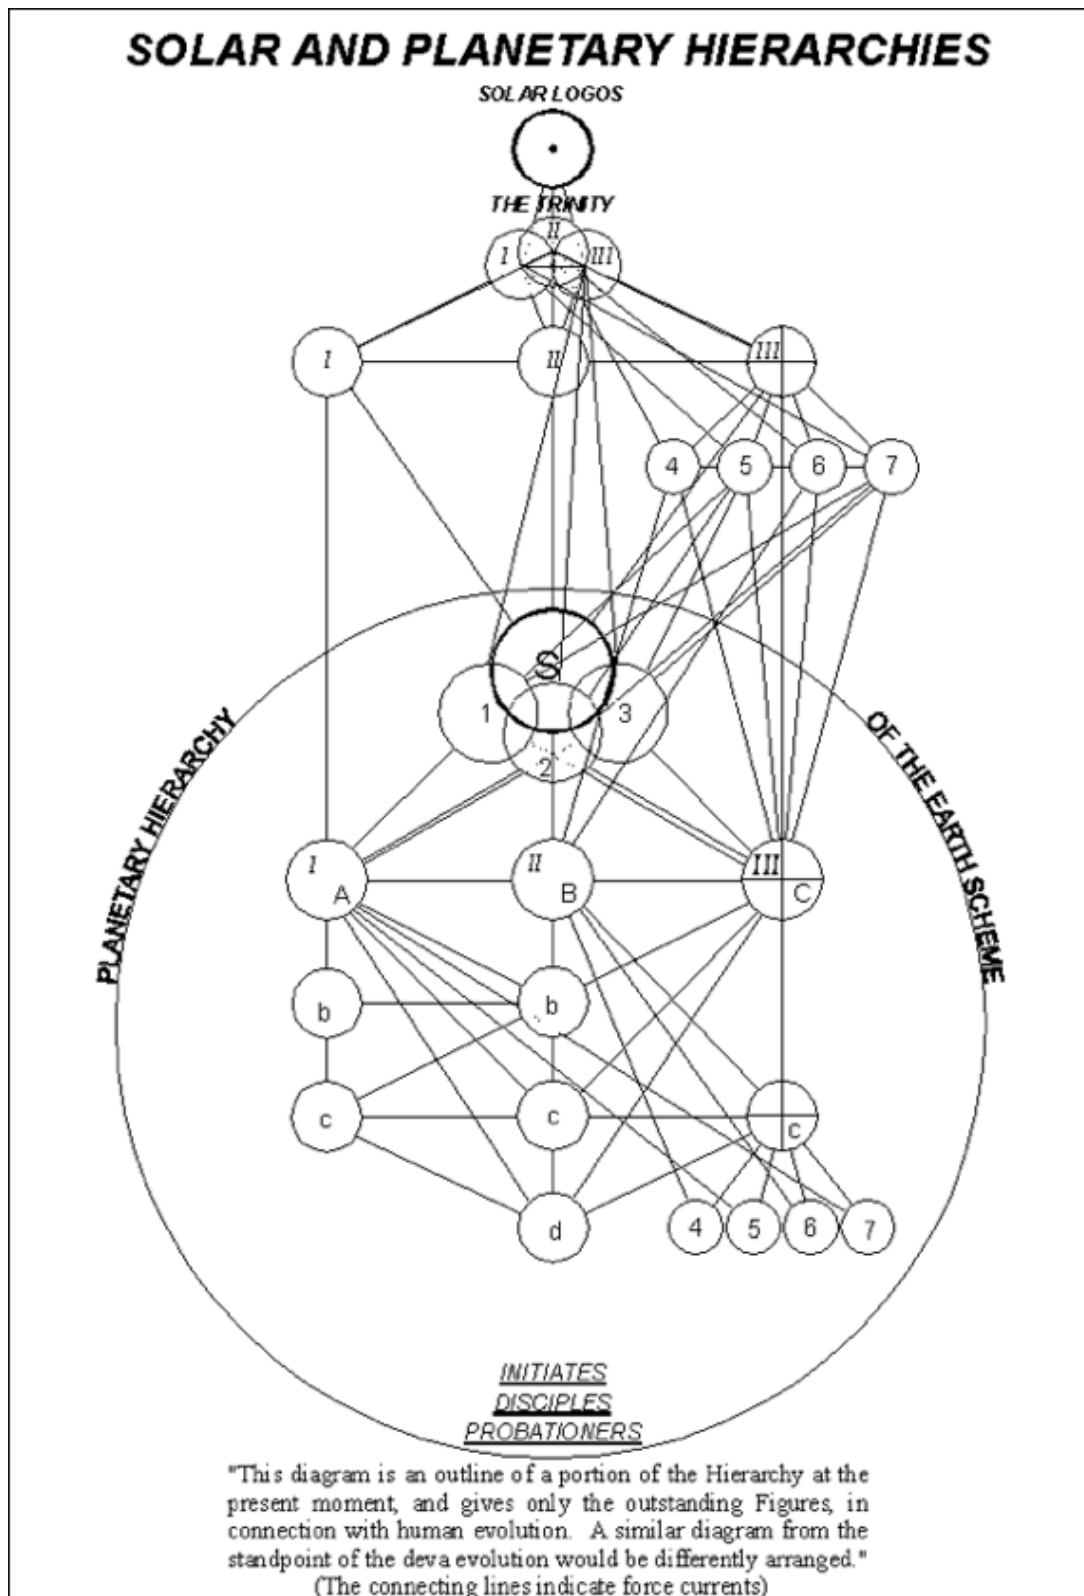 SOLAR AND PLANETARY HIERARCHIES
SOLAR LOGOS
THE TRINITY
II
I III
I II III
4 5 6 7
S
1 3
2
PLANETARY HIERARCHY
OF THE EARTH SCHEME
I II III
A B C
b b
c c c
d 4 5 6 7
INITIATES
DISCIPLES
PROBATIONERS
"This diagram is an outline of a portion of the Hierarchy at the
present moment, and gives only the outstanding Figures, in
connection with human evolution. A similar diagram from the
standpoint of the deva evolution would be differently arranged."
(The connecting lines indicate force currents)